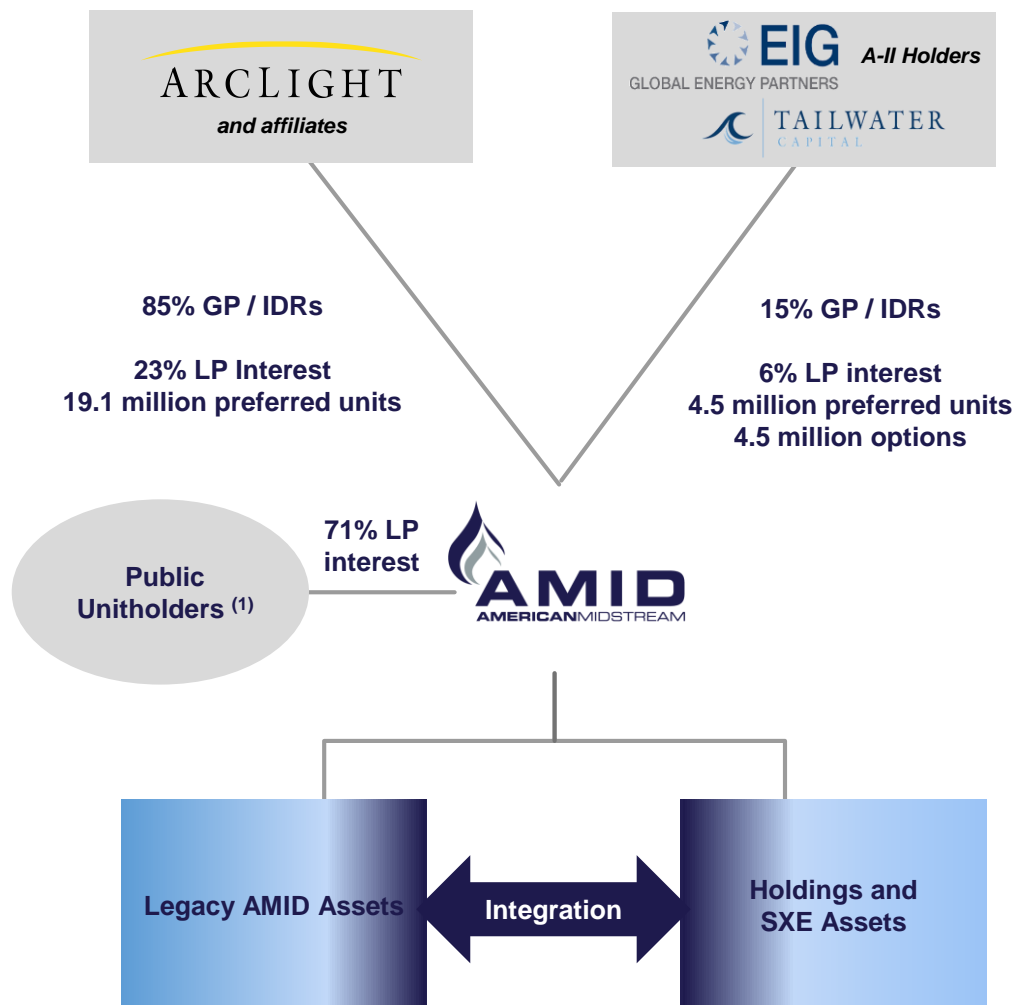 ARCLIGHT
and affiliates
EIG
GLOBAL ENERGY PARTNERS
A-II Holders
TAILWATER
CAPITAL
85% GP / IDRs
23% LP Interest
19.1 million preferred units
15% GP / IDRs
6% LP interest
4.5 million preferred units
4.5 million options
Public
Unitholders (1)
71% LP
interest
AMID
AMERICANMIDSTREAM
Legacy AMID Assets
Integration
Holdings and
SXE Assets